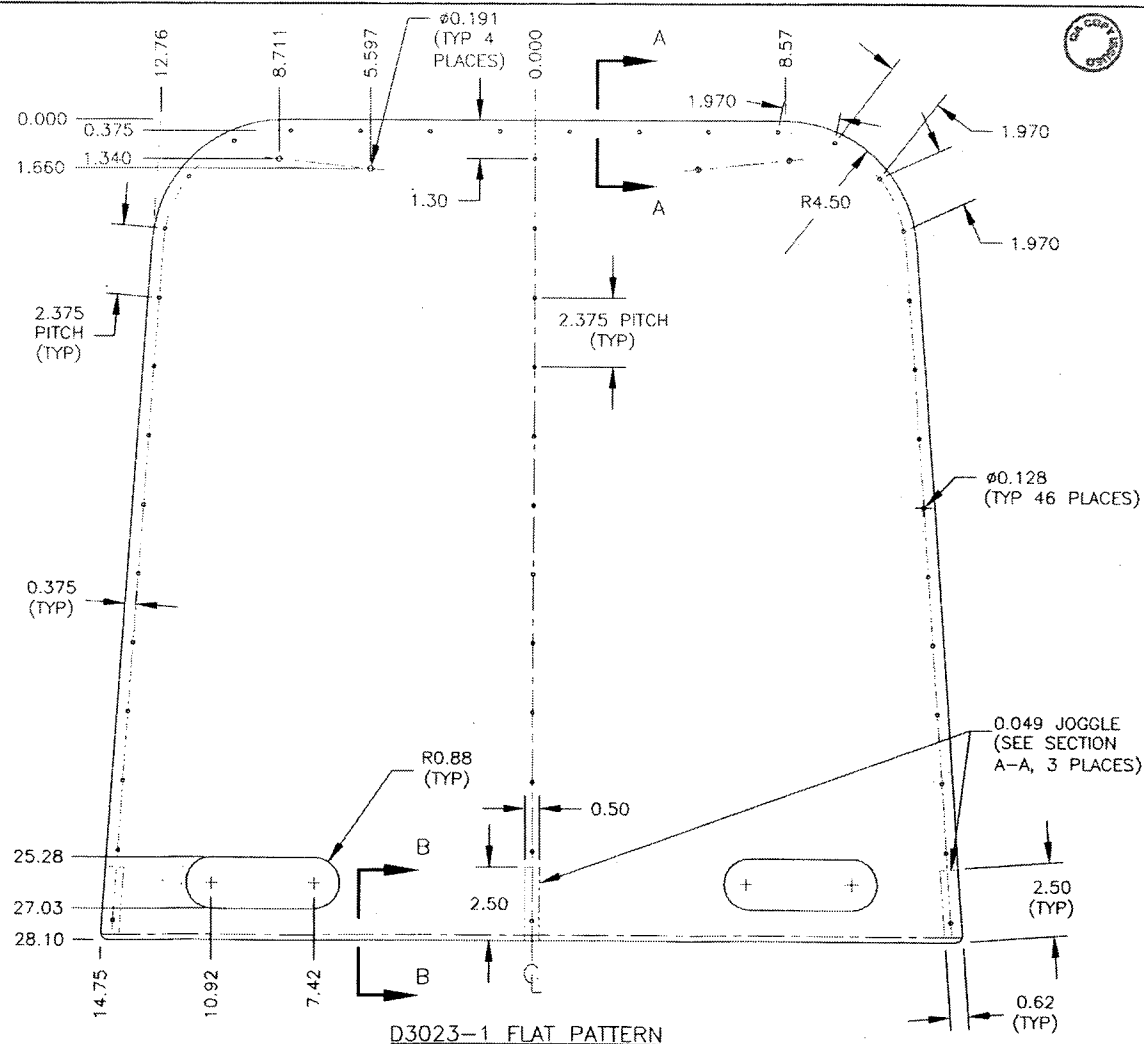 12.76
8.711
5.597
0.000
8.57
ø0.191
(TYP 4
PLACES)
A
QA COPY ISSUED
0.000
0.375
1.340
1.660
1.970
1.970
1.30
A
R4.50
1.970
2.375
PITCH
(TYP)
2.375 PITCH
(TYP)
ø0.128
(TYP 46 PLACES)
0.375
(TYP)
0.049 JOGGLE
(SEE SECTION
A-A, 3 PLACES)
R0.88
(TYP)
0.50
25.28
B
2.50
2.50
(TYP)
27.03
28.10
14.75
10.92
7.42
B
CL
0.62
(TYP)
D3023-1 FLAT PATTERN